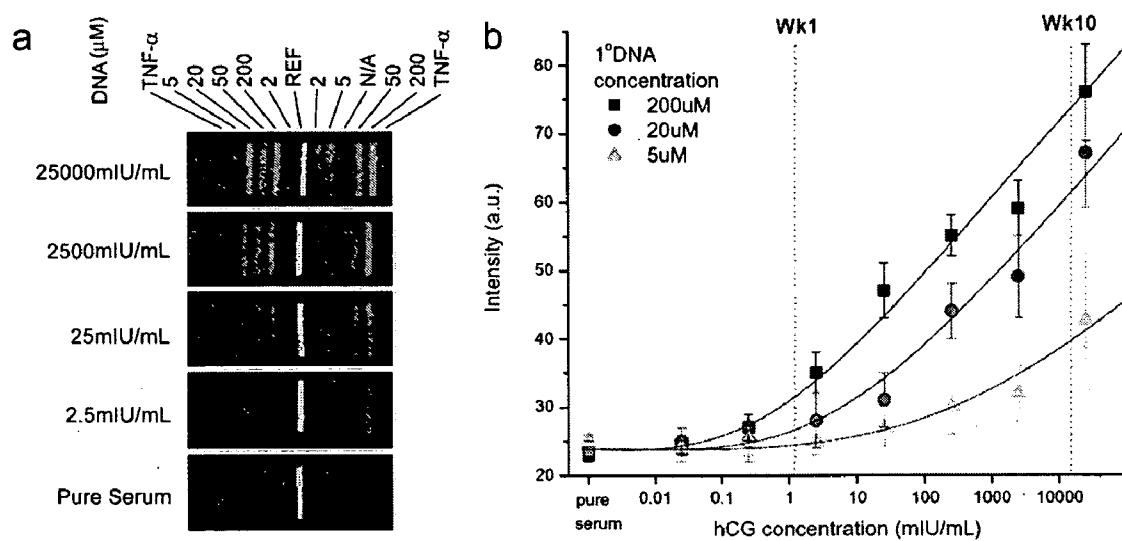 a
DNA (μM)
TNF-α
5
20
50
200
2
REF
2
5
N/A
50
200
TNF-α
25000mIU/mL
2500mIU/mL
25mIU/mL
2.5mIU/mL
Pure Serum
b
Wk1
Wk10
1°DNA
concentration
200uM
20uM
5uM
Intensity (a.u.)
80
70
60
50
40
30
20
pure
serum
0.01
0.1
1
10
100
1000
10000
hCG concentration (mIU/mL)